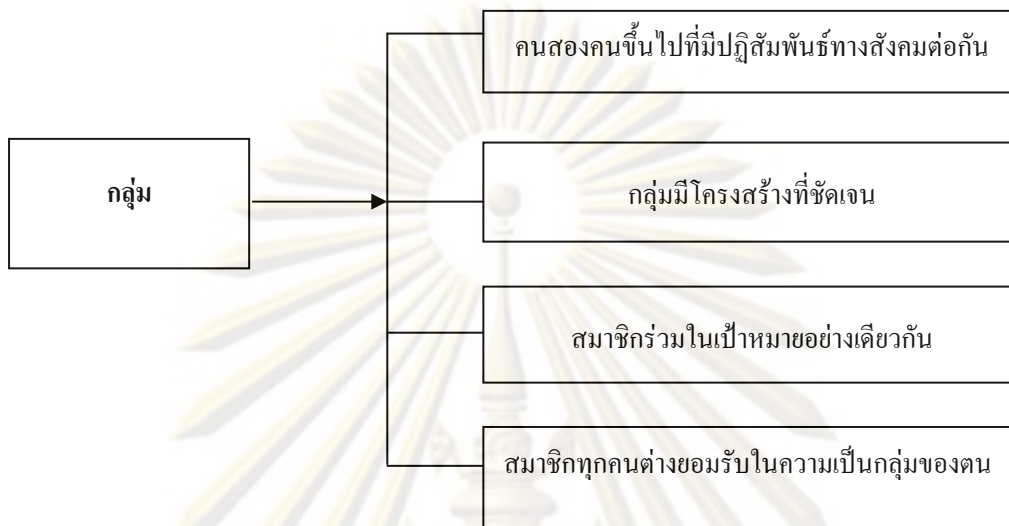 คนสองคนขึ้นไปที่มีปฏิสัมพันธ์ทางสังคมต่อกัน
กลุ่ม
กลุ่มมีโครงสร้างที่ชัดเจน
สมาชิกร่วมในเป้าหมายอย่างเดียวกัน
สมาชิกทุกคนต่างยอมรับในความเป็นกลุ่มของตน